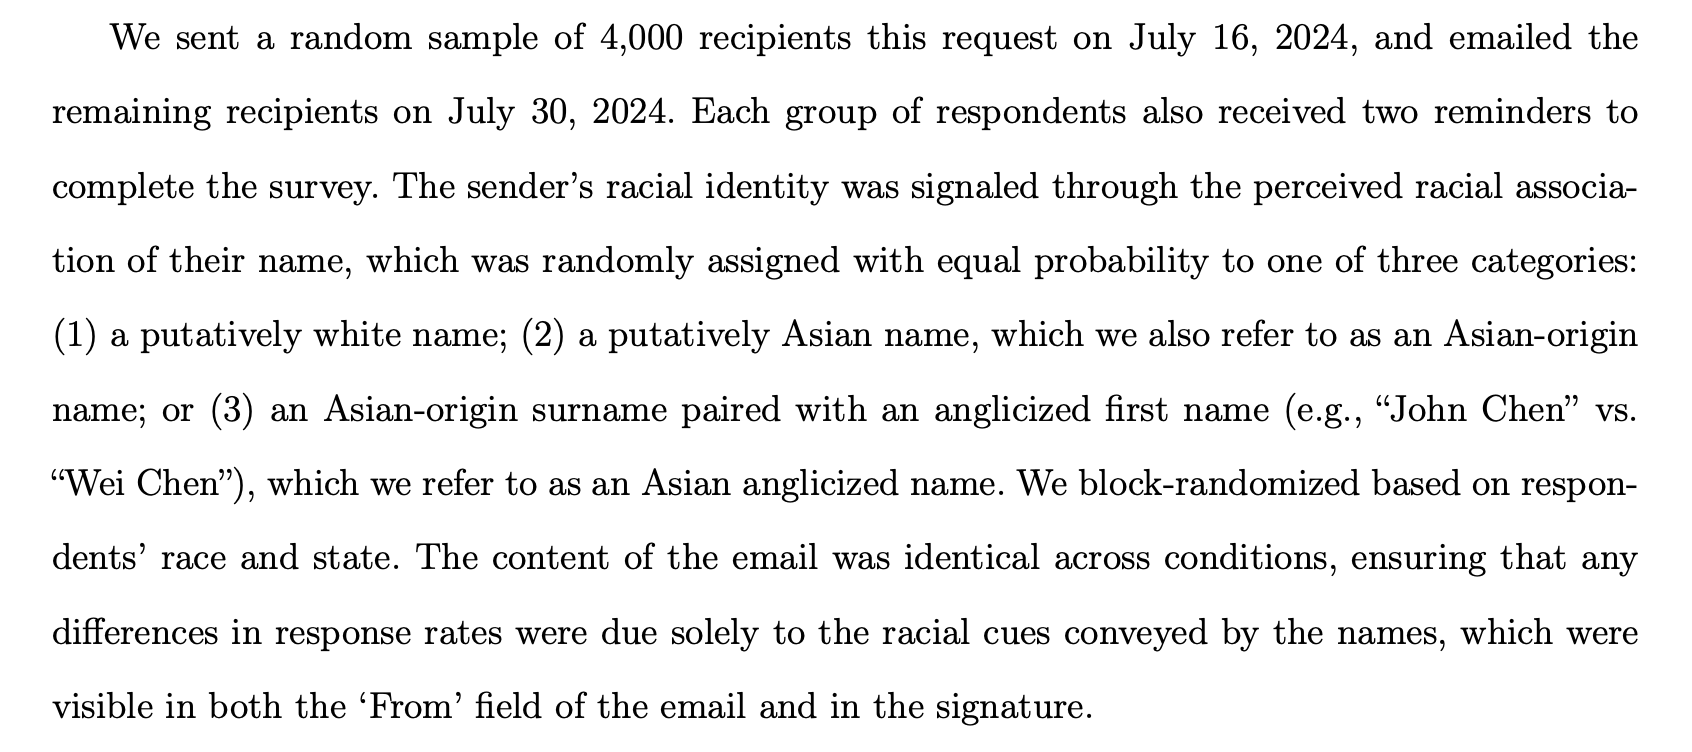 We sent a random sample of 4,000 recipients this request on July 16, 2024, and emailed the
remaining recipients on July 30, 2024. Each group of respondents also received two reminders to
complete the survey. The sender’s racial identity was signaled through the perceived racial associa-
tion of their name, which was randomly assigned with equal probability to one of three categories:
(1) a putatively white name; (2) a putatively Asian name, which we also refer to as an Asian-origin
name; or (3) an Asian-origin surname paired with an anglicized first name (e.g., “John Chen” vs.
“Wei Chen”), which we refer to as an Asian anglicized name. We block-randomized based on respon-
dents’ race and state. The content of the email was identical across conditions, ensuring that any
differences in response rates were due solely to the racial cues conveyed by the names, which were
visible in both the ‘From’ field of the email and in the signature.